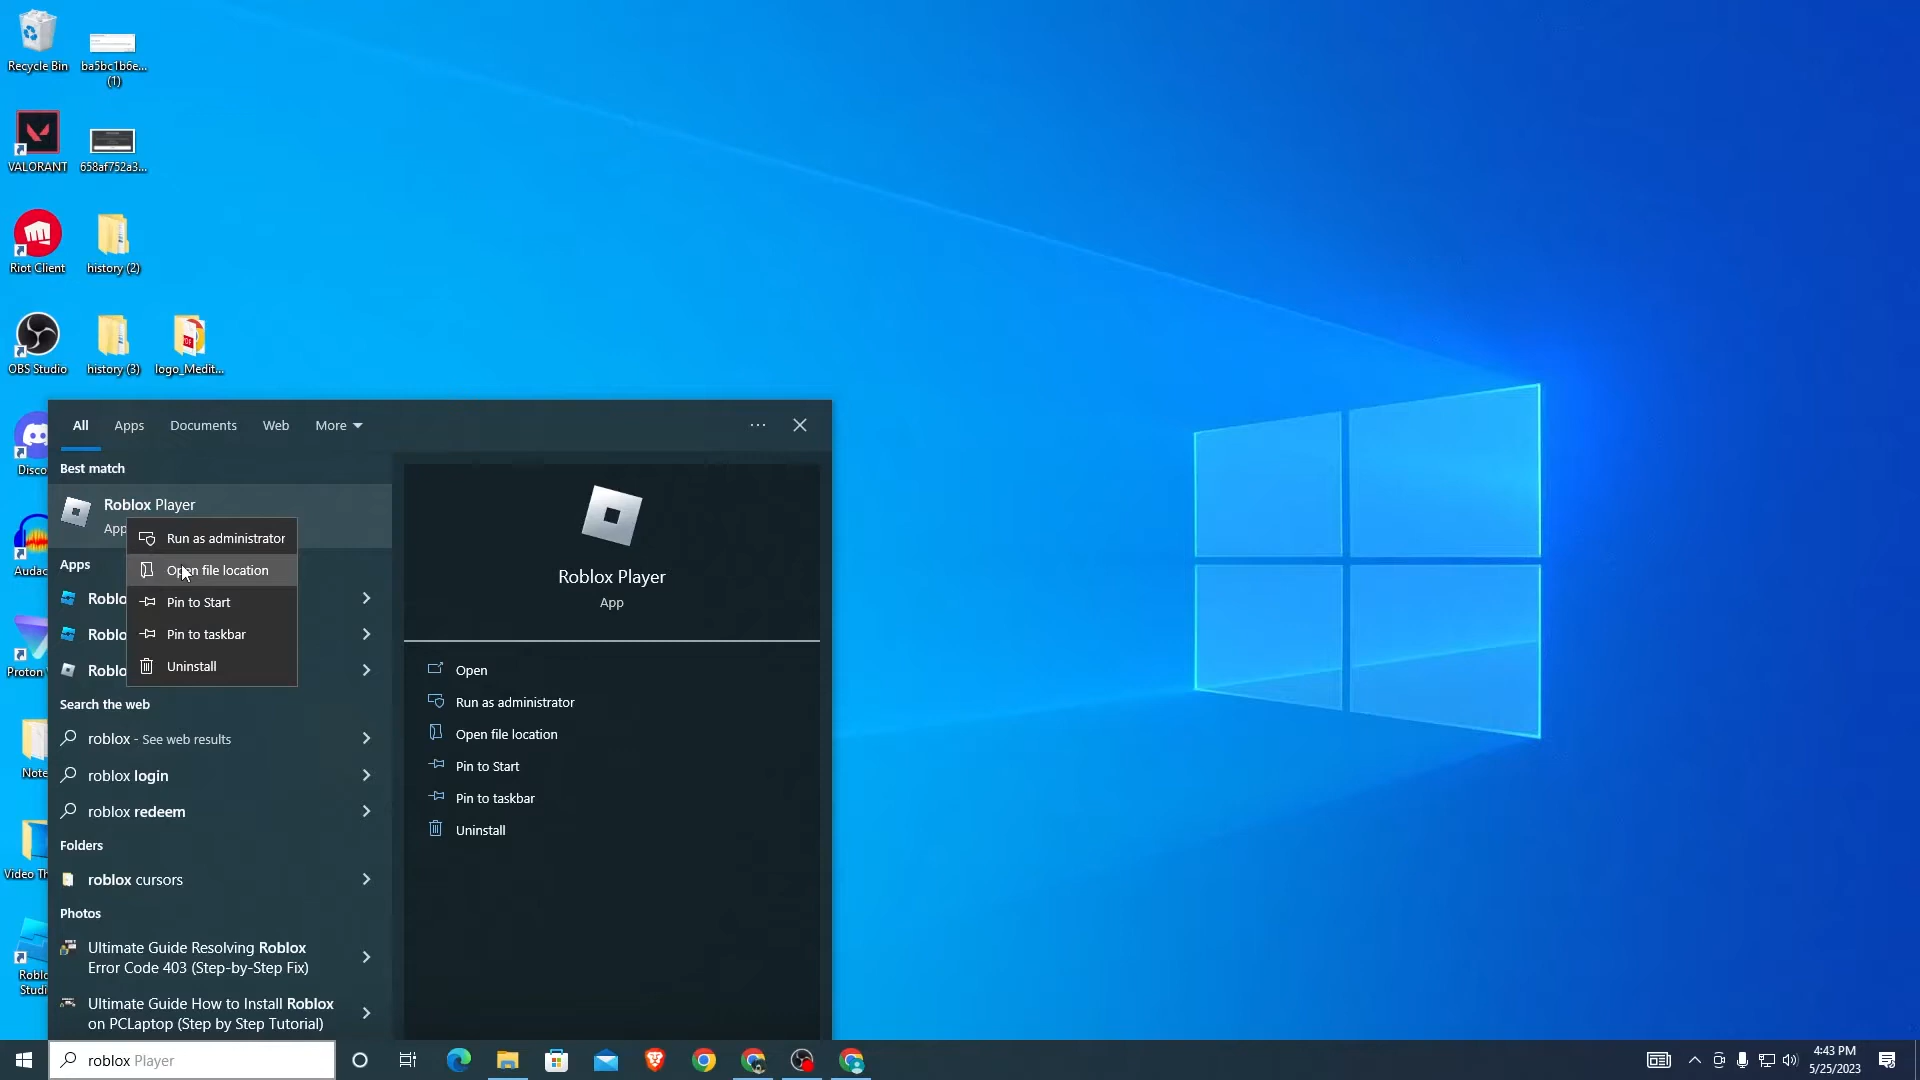 Recycle Bin
ba5bc1b6e...
(1)
VALORANT
658af752a3...
Riot Client
history (2)
OBS Studio
history (3)
logo_Medit...
All
Apps
Documents
Web
More
Best match
Roblox Player
App
Run as administrator
Open file location
Pin to Start
Pin to taskbar
Uninstall
Apps
Roblo
Roblo
Roblo
Search the web
roblox - See web results
roblox login
roblox redeem
Folders
roblox cursors
Photos
Ultimate Guide Resolving Roblox
Error Code 403 (Step-by-Step Fix)
Ultimate Guide How to Install Roblox
on PCLaptop (Step by Step Tutorial)
Roblox Player
App
Open
Run as administrator
Open file location
Pin to Start
Pin to taskbar
Uninstall
Disco
Audac
Proton
Note
Video Th
Roblo
Studi
roblox Player
4:43 PM
5/25/2023